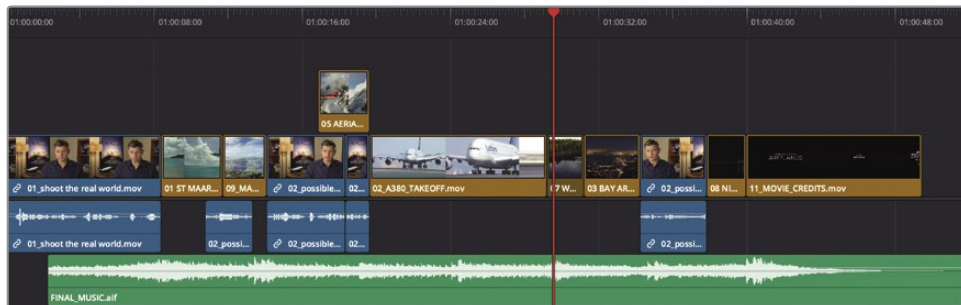 01:00:00:00 01:00:08:00 01:00:16:00 01:00:24:00 01:00:32:00 01:00:40:00 01:00:48:00
05 AERIA...
01_shoot the real world.mov 01 ST MAAR... 09_MA... 02_possible... 02... 02_A380_TAKEOFF.mov 7 W... 03 BAY AR... 02_possi... 08 NI... 11_MOVIE_CREDITS.mov
01_shoot the real world.mov 02_possi... 02_possible... 02... 02_possi...
FINAL_MUSIC.aif